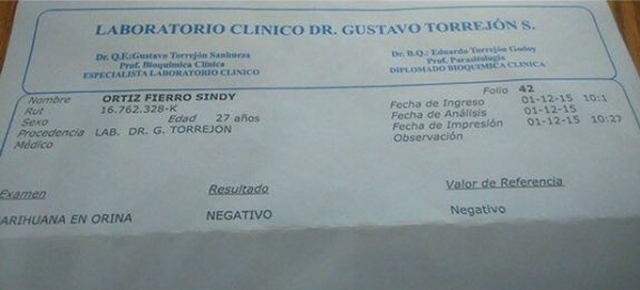 LABORATORIO CLINICO DR. GUSTAVO TORREJÓN S.
Dr. Q.F.:Gustavo Torrejón Sanhueza
Prof. Bioquímica Clínica
ESPECIALISTA LABORATORIO CLINICO
Dr. B.Q.: Eduardo Torrejón Godoy
Prof. Parasitología
DIPLOMADO BIOQUIMICA CLINICA
Folio 42
Nombre ORTIZ FIERRO SINDY
Rut 16.762.328-K
Sexo Edad 27 años
Procedencia LAB. DR. G. TORREJON
Médico
Fecha de Ingreso 01-12-15 10:1
Fecha de Análisis 01-12-15
Fecha de Impresión 01-12-15 10:27
Observación
Examen Resultado Valor de Referencia
ARIHUANA EN ORINA NEGATIVO Negativo